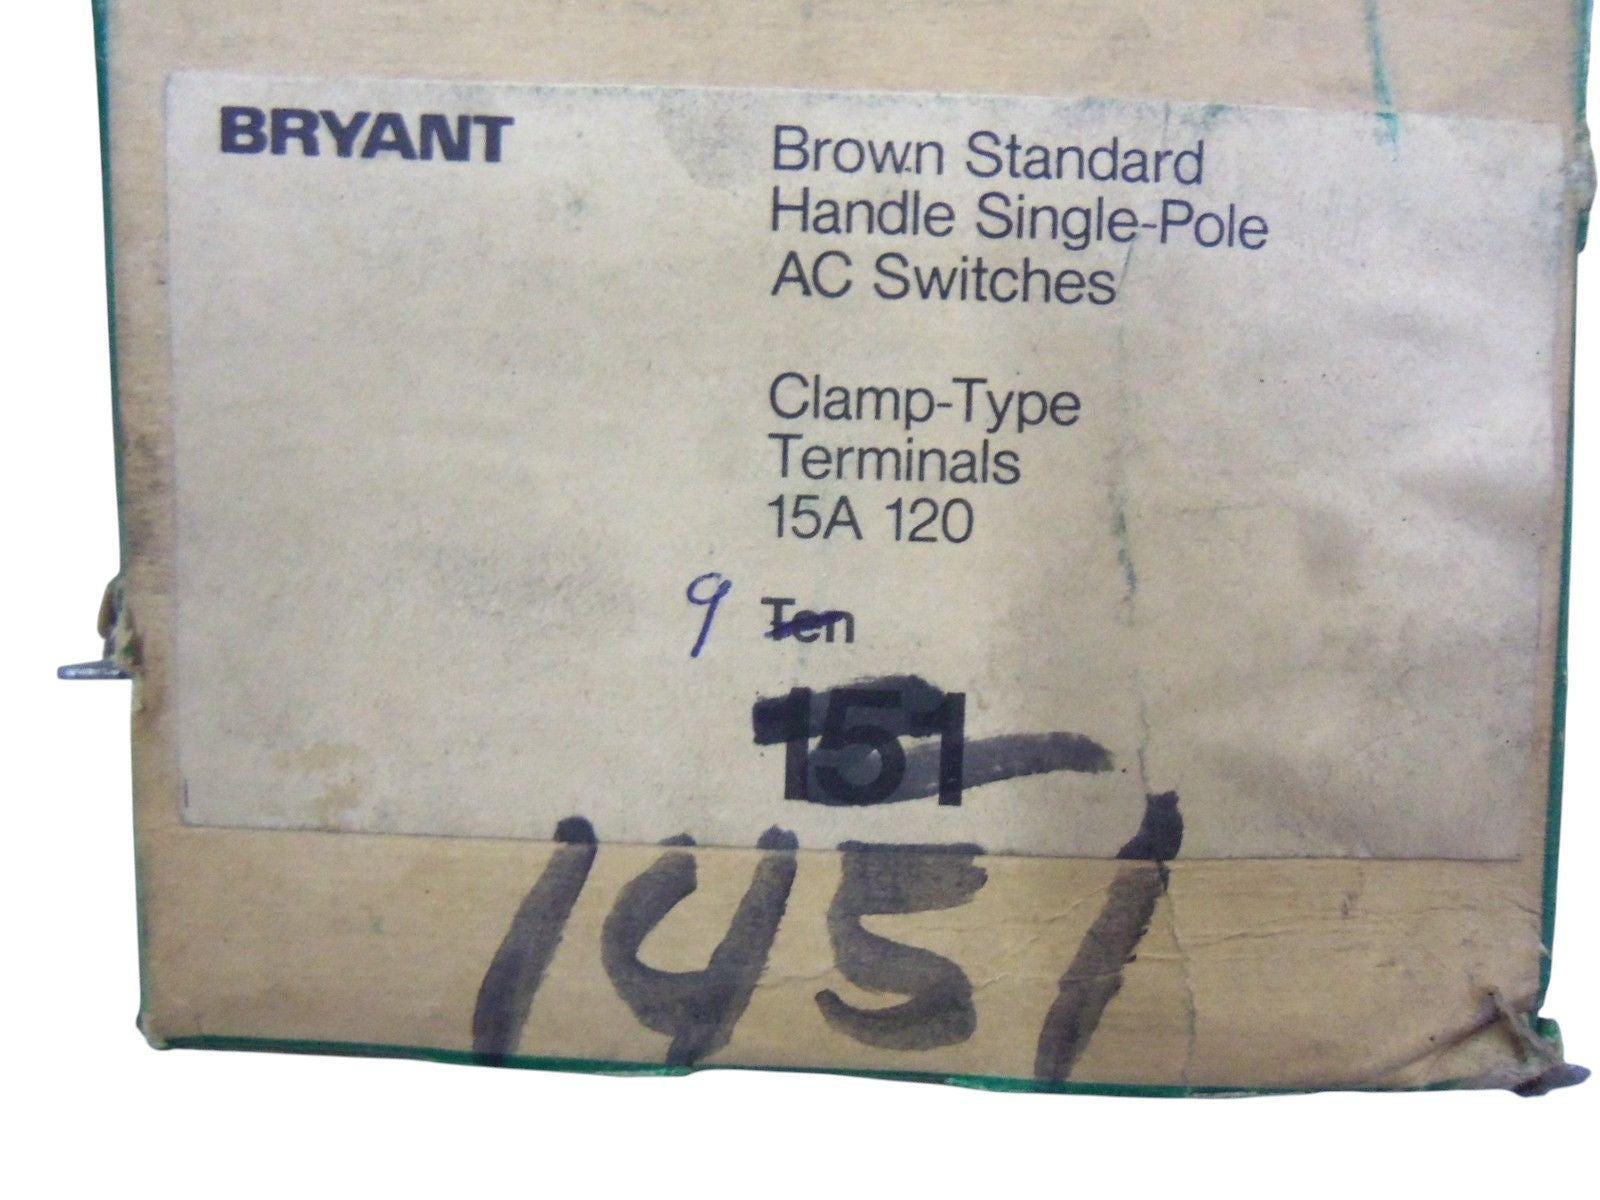 BRYANT
Brown Standard
Handle Single-Pole
AC Switches
Clamp-Type
Terminals
15A 120
9 Ten
151
1451